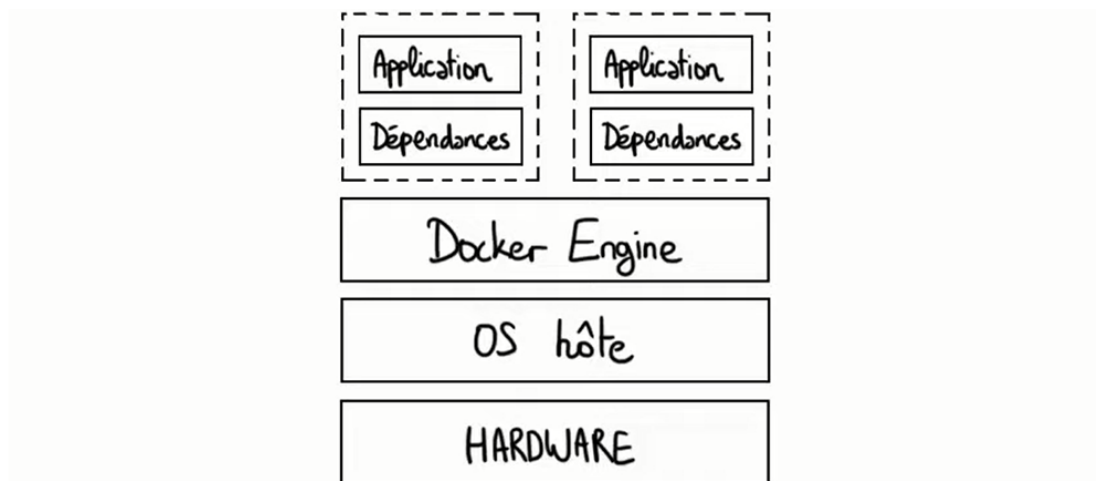 Application Application
Dépendances Dépendances
Docker Engine
OS hôte
HARDWARE